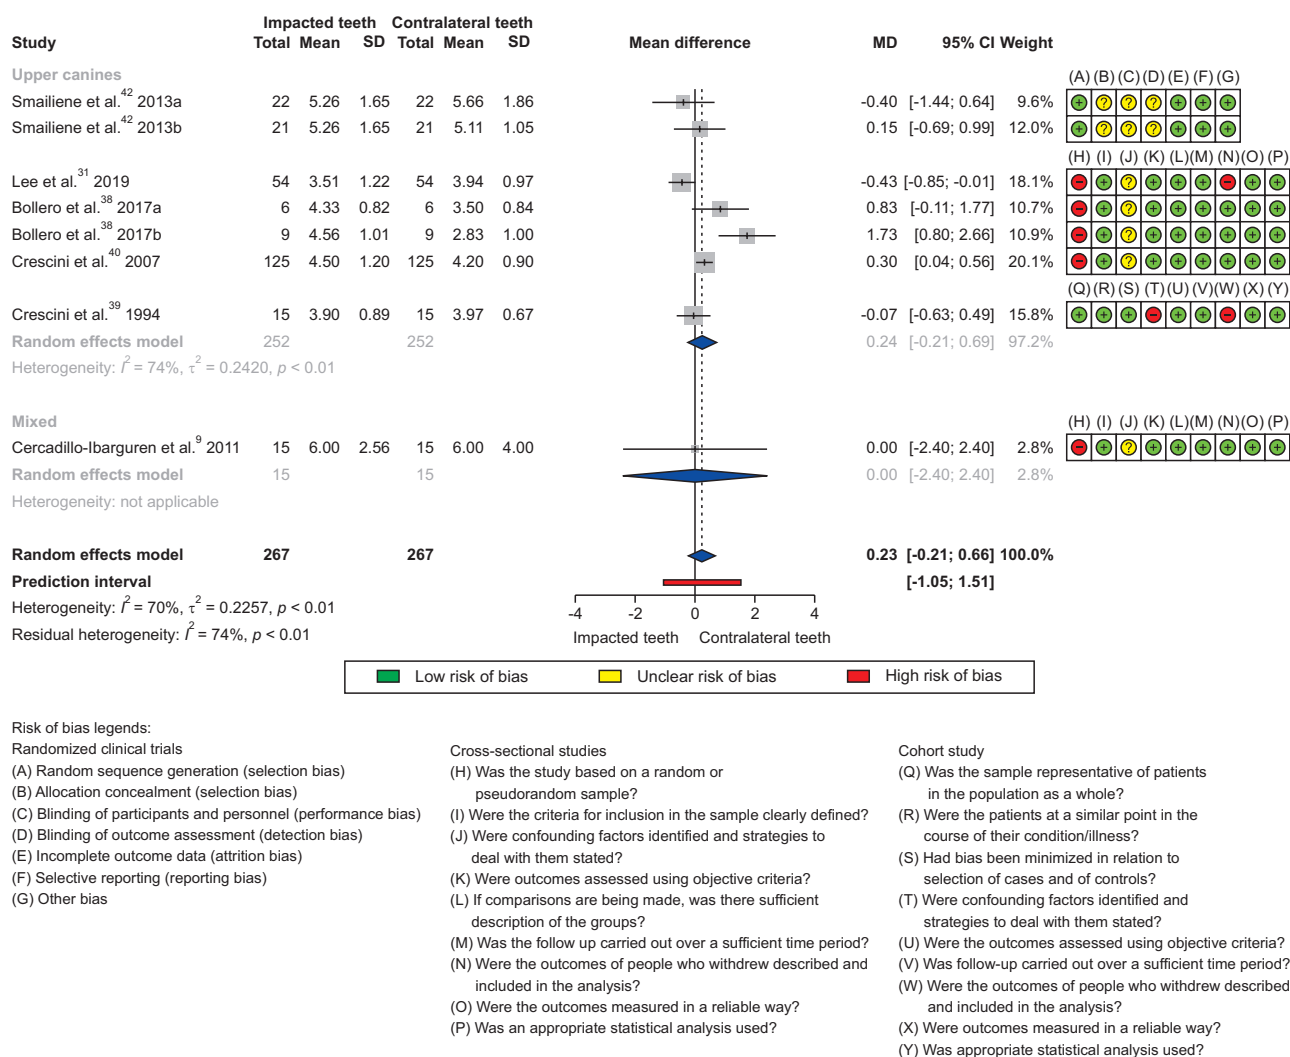 Impacted teeth Contralateral teeth
Study Total Mean SD Total Mean SD Mean difference MD 95% CI Weight
Upper canines (A) (B) (C) (D) (E) (F) (G)
Smailiene et al.42 2013a 22 5.26 1.65 22 5.66 1.86 -0.40 [-1.44; 0.64] 9.6% + ? ? ? + + +
Smailiene et al.42 2013b 21 5.26 1.65 21 5.11 1.05 0.15 [-0.69; 0.99] 12.0% + ? ? ? + + +
(H) (I) (J) (K) (L) (M) (N) (O) (P)
Lee et al.31 2019 54 3.51 1.22 54 3.94 0.97 -0.43 [-0.85; -0.01] 18.1% - + ? + + + - + +
Bollero et al.38 2017a 6 4.33 0.82 6 3.50 0.84 0.83 [-0.11; 1.77] 10.7% - + ? + + + + + +
Bollero et al.38 2017b 9 4.56 1.01 9 2.83 1.00 1.73 [0.80; 2.66] 10.9% - + ? + + + + + +
Crescini et al.40 2007 125 4.50 1.20 125 4.20 0.90 0.30 [0.04; 0.56] 20.1% - + ? + + + + + +
(Q) (R) (S) (T) (U) (V) (W) (X) (Y)
Crescini et al.39 1994 15 3.90 0.89 15 3.97 0.67 -0.07 [-0.63; 0.49] 15.8% + + + - + + - + +
Random effects model 252 252 0.24 [-0.21; 0.69] 97.2%
Heterogeneity: I2 = 74%, τ2 = 0.2420, p < 0.01
Mixed (H) (I) (J) (K) (L) (M) (N) (O) (P)
Cercadillo-Ibarguren et al.9 2011 15 6.00 2.56 15 6.00 4.00 0.00 [-2.40; 2.40] 2.8% - + ? + + + + + +
Random effects model 15 15 0.00 [-2.40; 2.40] 2.8%
Heterogeneity: not applicable
Random effects model 267 267 0.23 [-0.21; 0.66] 100.0%
Prediction interval [-1.05; 1.51]
Heterogeneity: I2 = 70%, τ2 = 0.2257, p < 0.01
Residual heterogeneity: I2 = 74%, p < 0.01
-4 -2 0 2 4
Impacted teeth Contralateral teeth
Low risk of bias Unclear risk of bias High risk of bias
Risk of bias legends:
Randomized clinical trials
(A) Random sequence generation (selection bias)
(B) Allocation concealment (selection bias)
(C) Blinding of participants and personnel (performance bias)
(D) Blinding of outcome assessment (detection bias)
(E) Incomplete outcome data (attrition bias)
(F) Selective reporting (reporting bias)
(G) Other bias
Cross-sectional studies
(H) Was the study based on a random or
pseudorandom sample?
(I) Were the criteria for inclusion in the sample clearly defined?
(J) Were confounding factors identified and strategies to
deal with them stated?
(K) Were outcomes assessed using objective criteria?
(L) If comparisons are being made, was there sufficient
description of the groups?
(M) Was the follow up carried out over a sufficient time period?
(N) Were the outcomes of people who withdrew described and
included in the analysis?
(O) Were the outcomes measured in a reliable way?
(P) Was an appropriate statistical analysis used?
Cohort study
(Q) Was the sample representative of patients
in the population as a whole?
(R) Were the patients at a similar point in the
course of their condition/illness?
(S) Had bias been minimized in relation to
selection of cases and of controls?
(T) Were confounding factors identified and
strategies to deal with them stated?
(U) Were the outcomes assessed using objective criteria?
(V) Was follow-up carried out over a sufficient time period?
(W) Were the outcomes of people who withdrew described
and included in the analysis?
(X) Were outcomes measured in a reliable way?
(Y) Was appropriate statistical analysis used?